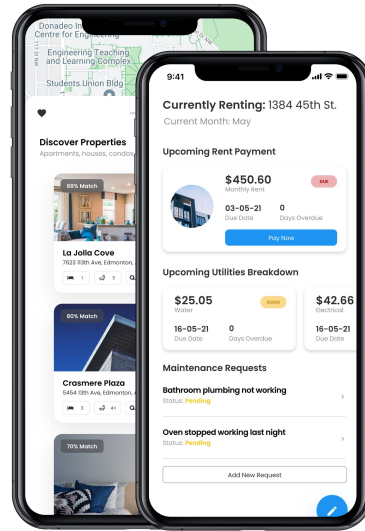 Donadeo In
Centre for Engineering
Engineering Teaching
and Learning Complex
Students Union Bldg
Discover Properties
Apartments, houses, condos
88% Match
La Jolla Cove
7623 113th Ave, Edmonton,
1
3
80% Match
Crasmere Plaza
5454 13th Ave, Edmonton,
3
4+
70% Match
9:41
Currently Renting: 1384 45th St.
Current Month: May
Upcoming Rent Payment
$450.60
DUE
Monthly Rent
03-05-21
0
Due Date
Days Overdue
Pay Now
Upcoming Utilities Breakdown
$25.05
SOON
Water
16-05-21
0
Due Date
Days Overdue
$42.66
Electrical
16-05-21
Due Date
Maintenance Requests
Bathroom plumbing not working
Status: Pending
Oven stopped working last night
Status: Pending
Add New Request